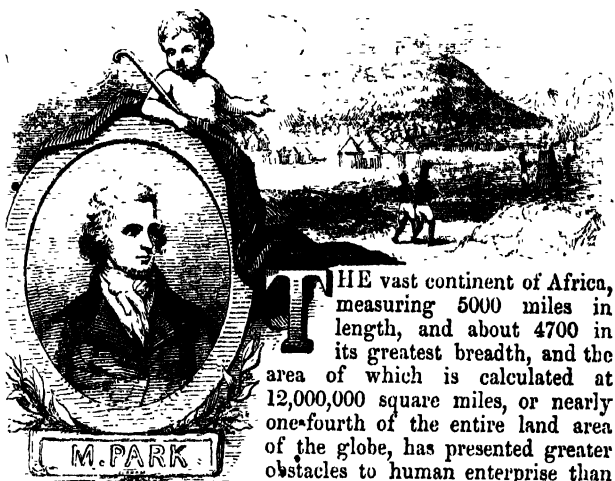 THE vast continent of Africa,
measuring 5000 miles in
length, and about 4700 in
its greatest breadth, and the
area of which is calculated at
12,000,000 square miles, or nearly
one-fourth of the entire land area
of the globe, has presented greater
obstacles to human enterprise than
M. PARK